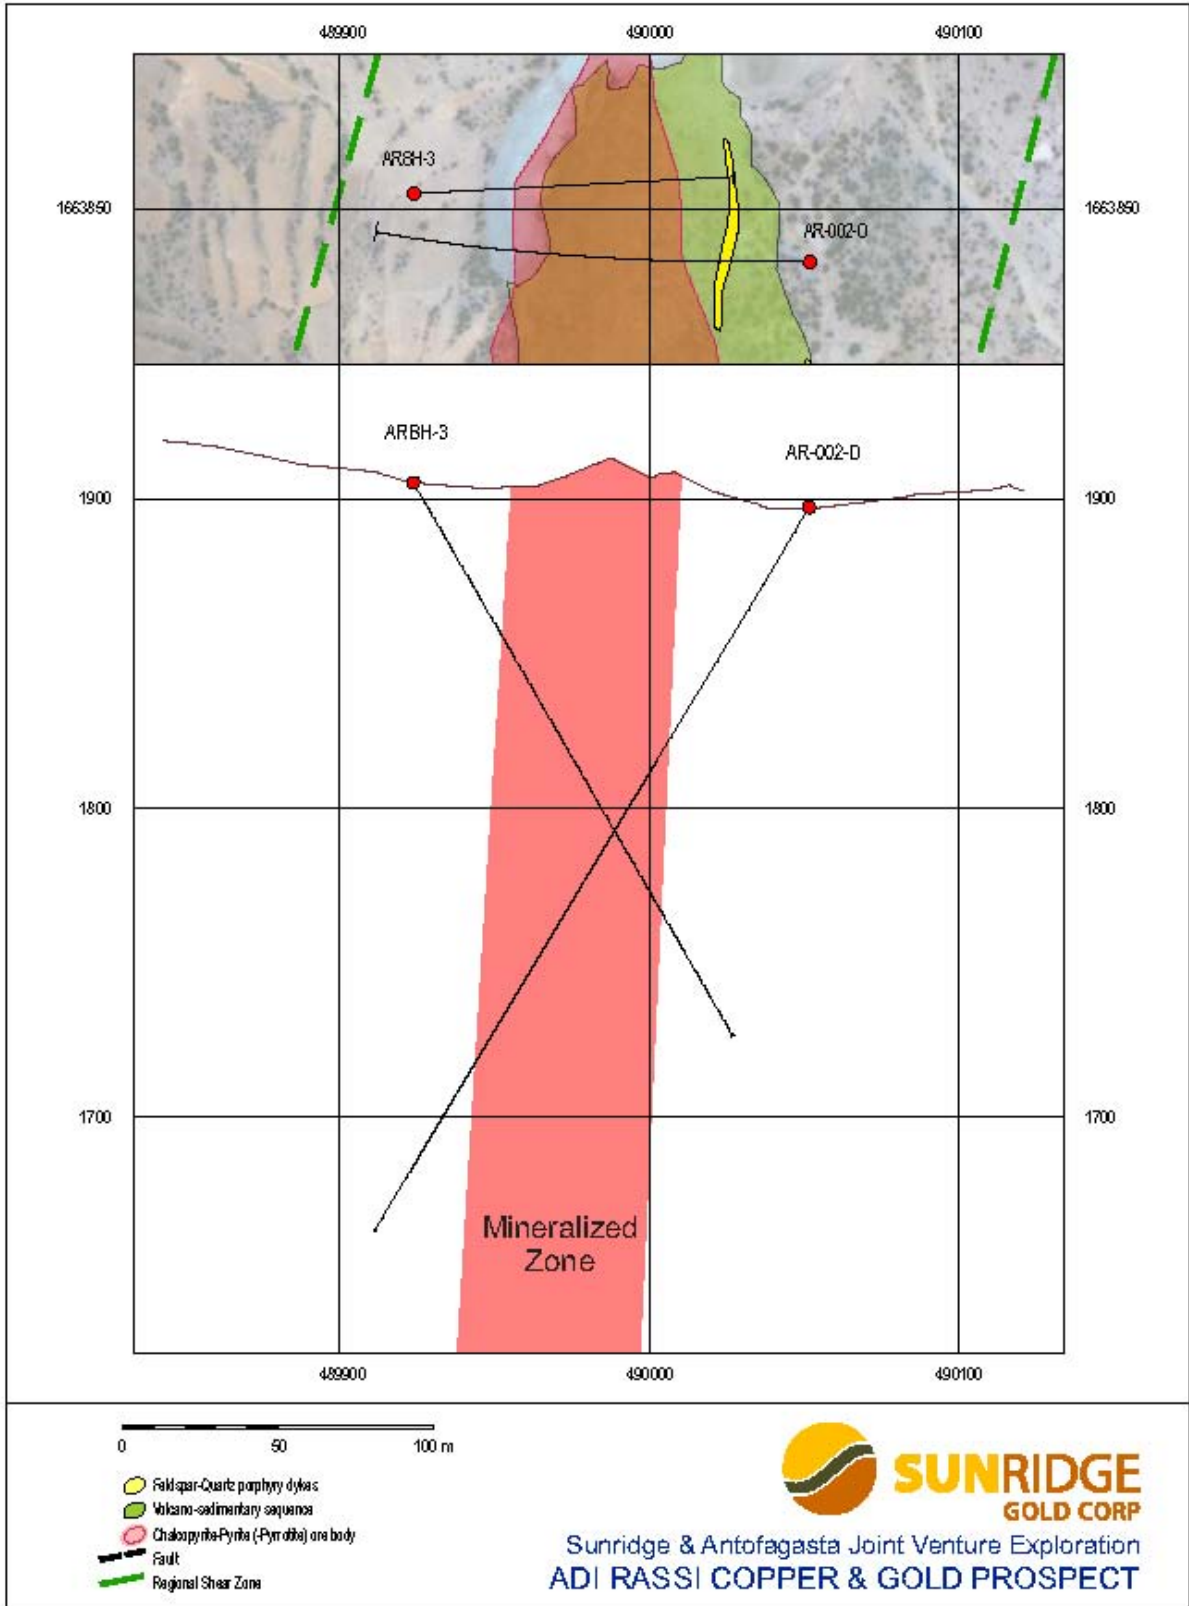 489900 490000 490100
ARBH-3
1663850 1663850
AR-002-D
ARBH-3
AR-002-D
1900 1900
1800 1800
1700 1700
Mineralized
Zone
489900 490000 490100
0 50 100 m
Feldspar-Quartz porphyry dykes
Volcano-sedimentary sequence
Chalcopyrite-Pyrite (-Pyrrotite) ore body
Fault
Regional Shear Zone
SUNRIDGE
GOLD CORP
Sunridge & Antofagasta Joint Venture Exploration
ADI RASSI COPPER & GOLD PROSPECT